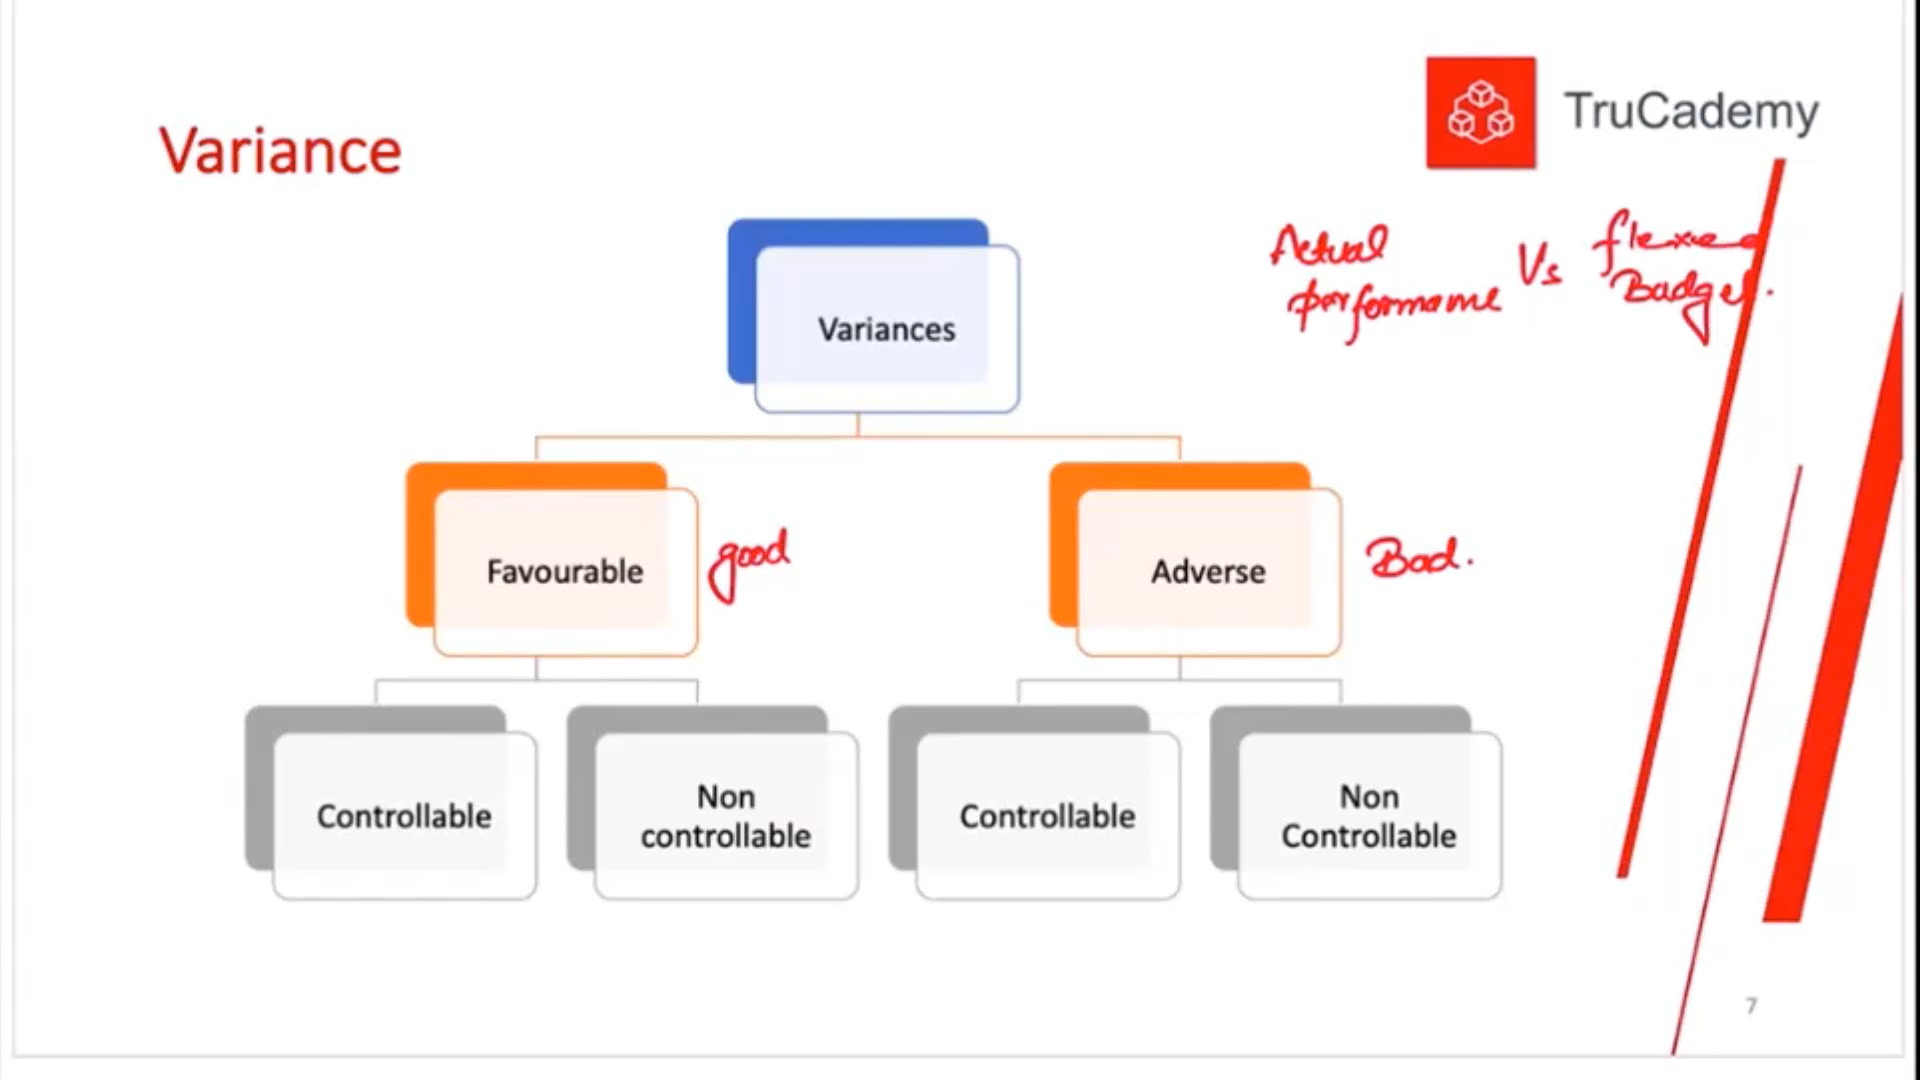 TruCademy
Variance
Actual
performance
Vs
flexed
Budget.
Variances
Favourable
good
Adverse
Bad.
Controllable
Non
controllable
Controllable
Non
Controllable
7